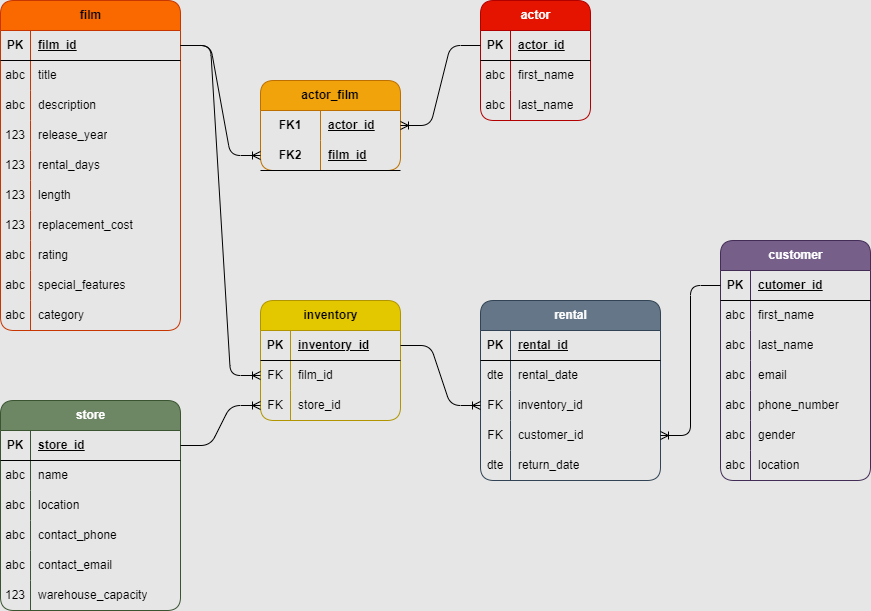 film
PK film_id
abc title
abc description
123 release_year
123 rental_days
123 length
123 replacement_cost
abc rating
abc special_features
abc category
actor
PK actor_id
abc first_name
abc last_name
actor_film
FK1 actor_id
FK2 film_id
customer
PK cutomer_id
abc first_name
abc last_name
abc email
abc phone_number
abc gender
abc location
inventory
PK inventory_id
FK film_id
FK store_id
rental
PK rental_id
dte rental_date
FK inventory_id
FK customer_id
dte return_date
store
PK store_id
abc name
abc location
abc contact_phone
abc contact_email
123 warehouse_capacity